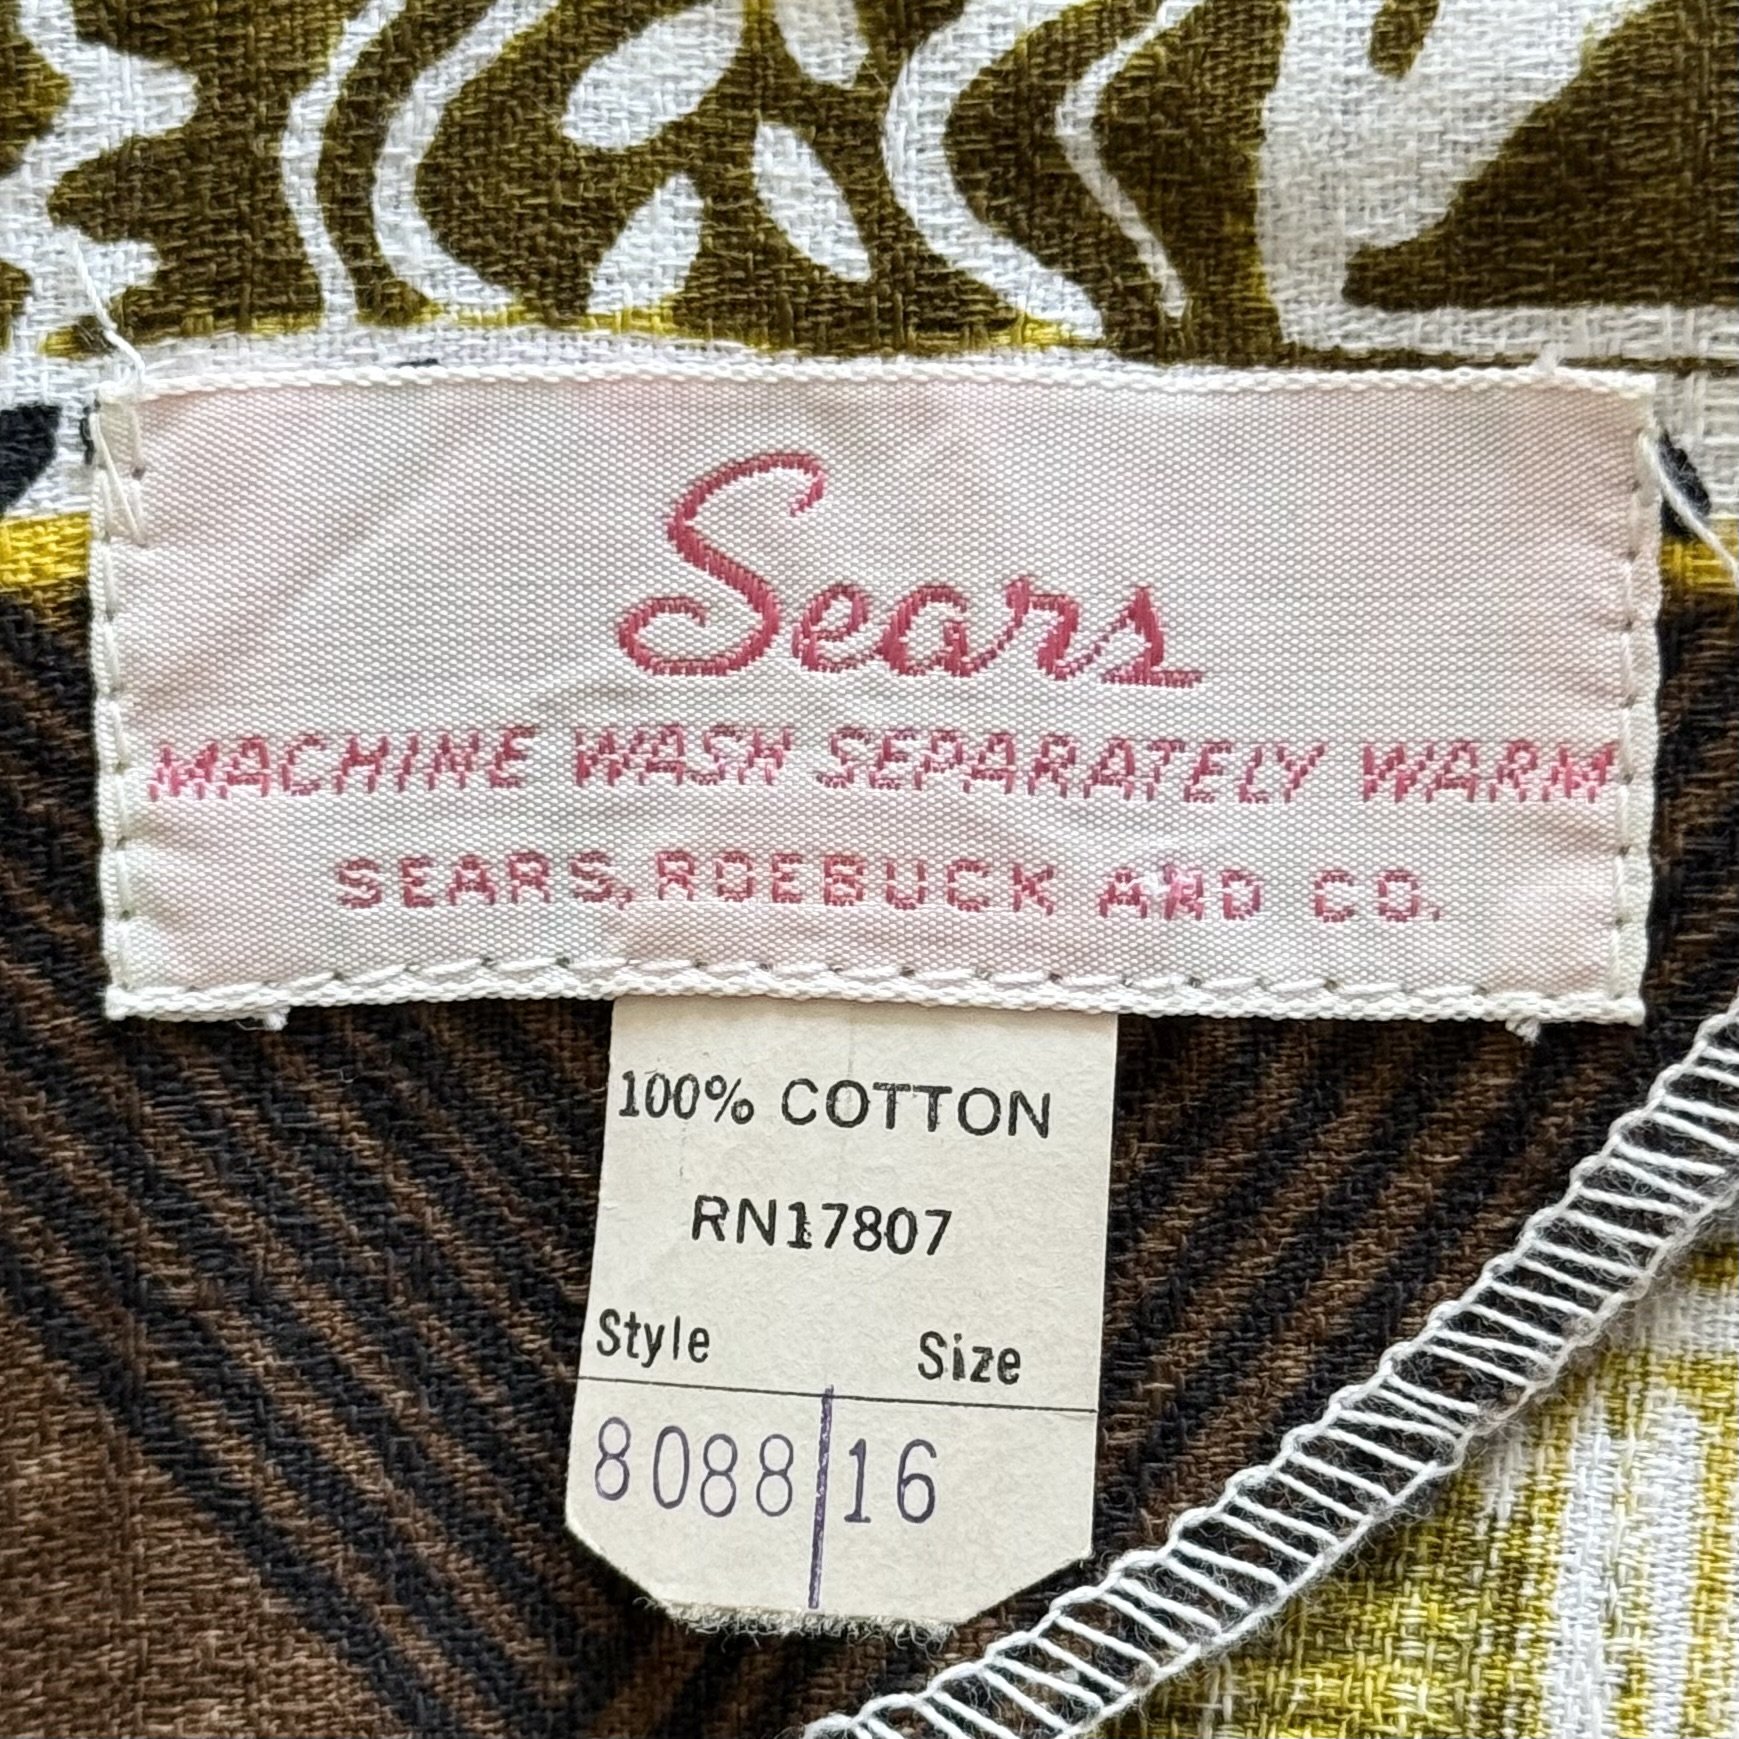 Sears
MACHINE WASH SEPARATELY WARM
SEARS, ROEBUCK AND CO.
100% COTTON
RN17807
Style Size
8088 16